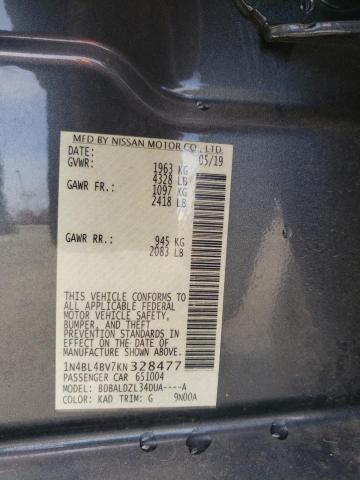 MFD BY NISSAN MOTOR CO., LTD.
DATE: 05/19
GVWR: 1963 KG
4328 LB
GAWR FR.: 1097 KG
2418 LB
GAWR RR.: 945 KG
2083 LB
THIS VEHICLE CONFORMS TO
ALL APPLICABLE FEDERAL
MOTOR VEHICLE SAFETY,
BUMPER, AND THEFT
PREVENTION STANDARDS
IN EFFECT ON THE DATE OF
MANUFACTURE SHOWN ABOVE.
1N4BL4BV7KN328477
PASSENGER CAR 651004
MODEL: BDBALDZL34DUA----A
COLOR: KAD TRIM: G 9N00A